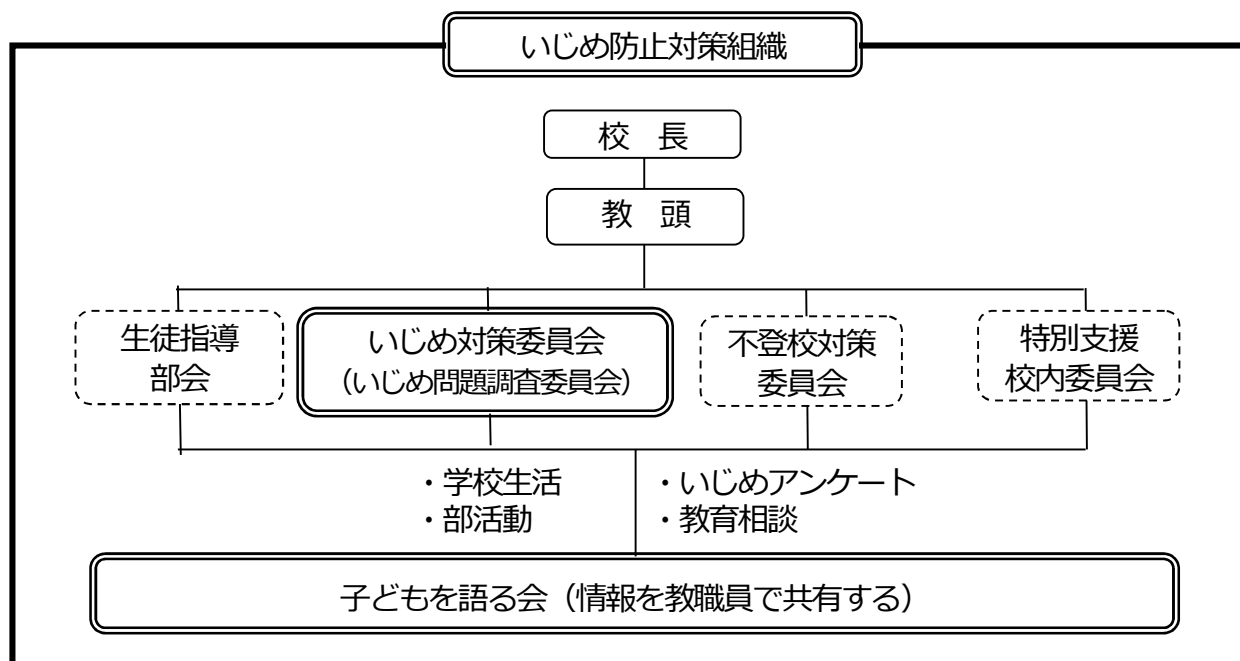 いじめ防止対策組織
校　長
教　頭
生徒指導
部会
いじめ対策委員会
（いじめ問題調査委員会）
不登校対策
委員会
特別支援
校内委員会
・学校生活
・部活動
・いじめアンケート
・教育相談
子どもを語る会（情報を教職員で共有する）